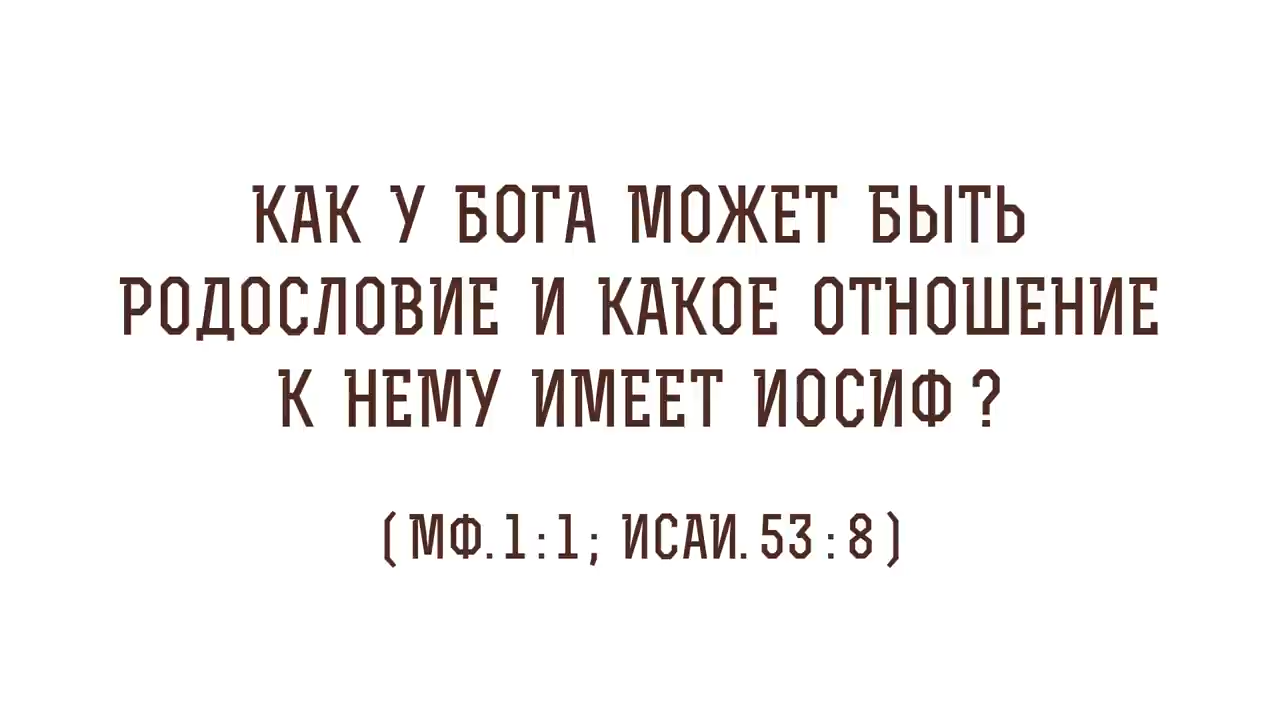 КАК У БОГА МОЖЕТ БЫТЬ
РОДОСЛОВИЕ И КАКОЕ ОТНОШЕНИЕ
К НЕМУ ИМЕЕТ ИОСИФ?
(МФ.1:1; ИСАИ.53:8)